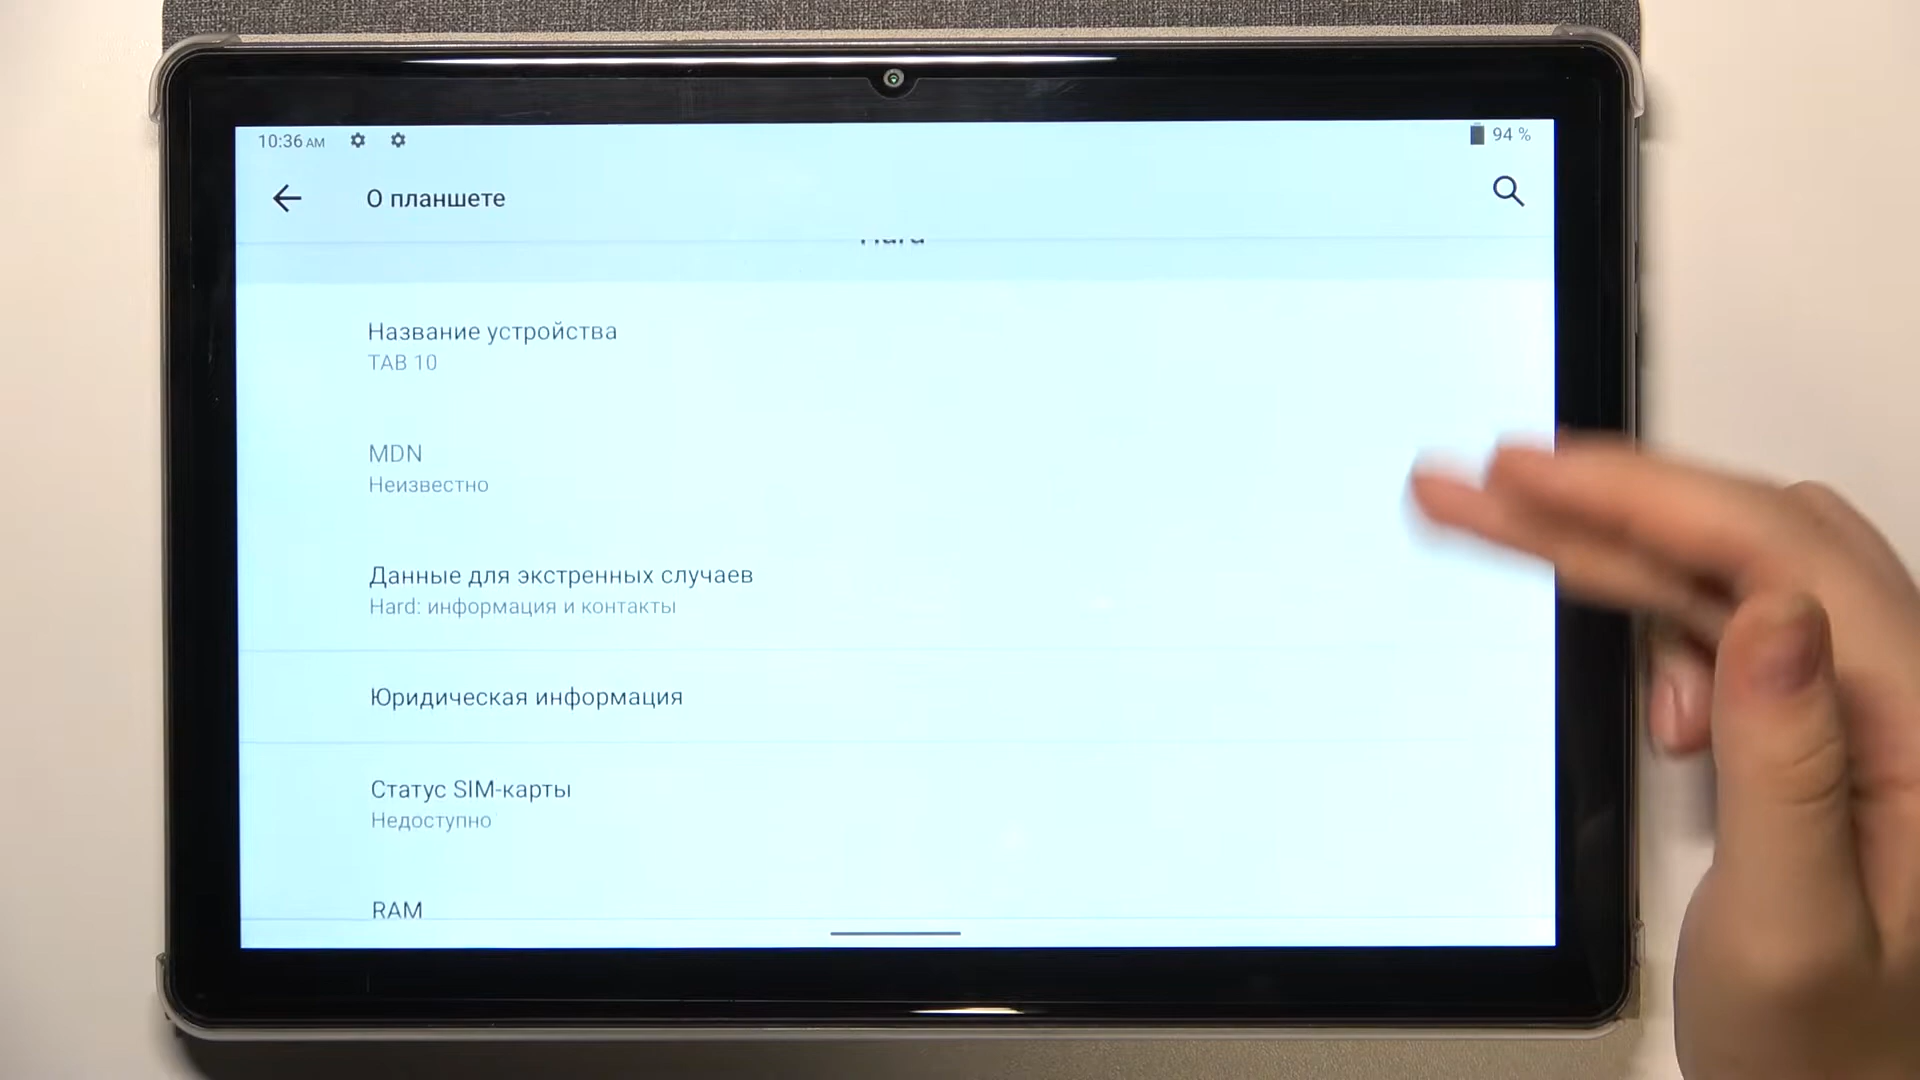 10:36 AM
94 %
О планшете
Название устройства
TAB 10
MDN
Неизвестно
Данные для экстренных случаев
Hard: информация и контакты
Юридическая информация
Статус SIM-карты
Недоступно
RAM